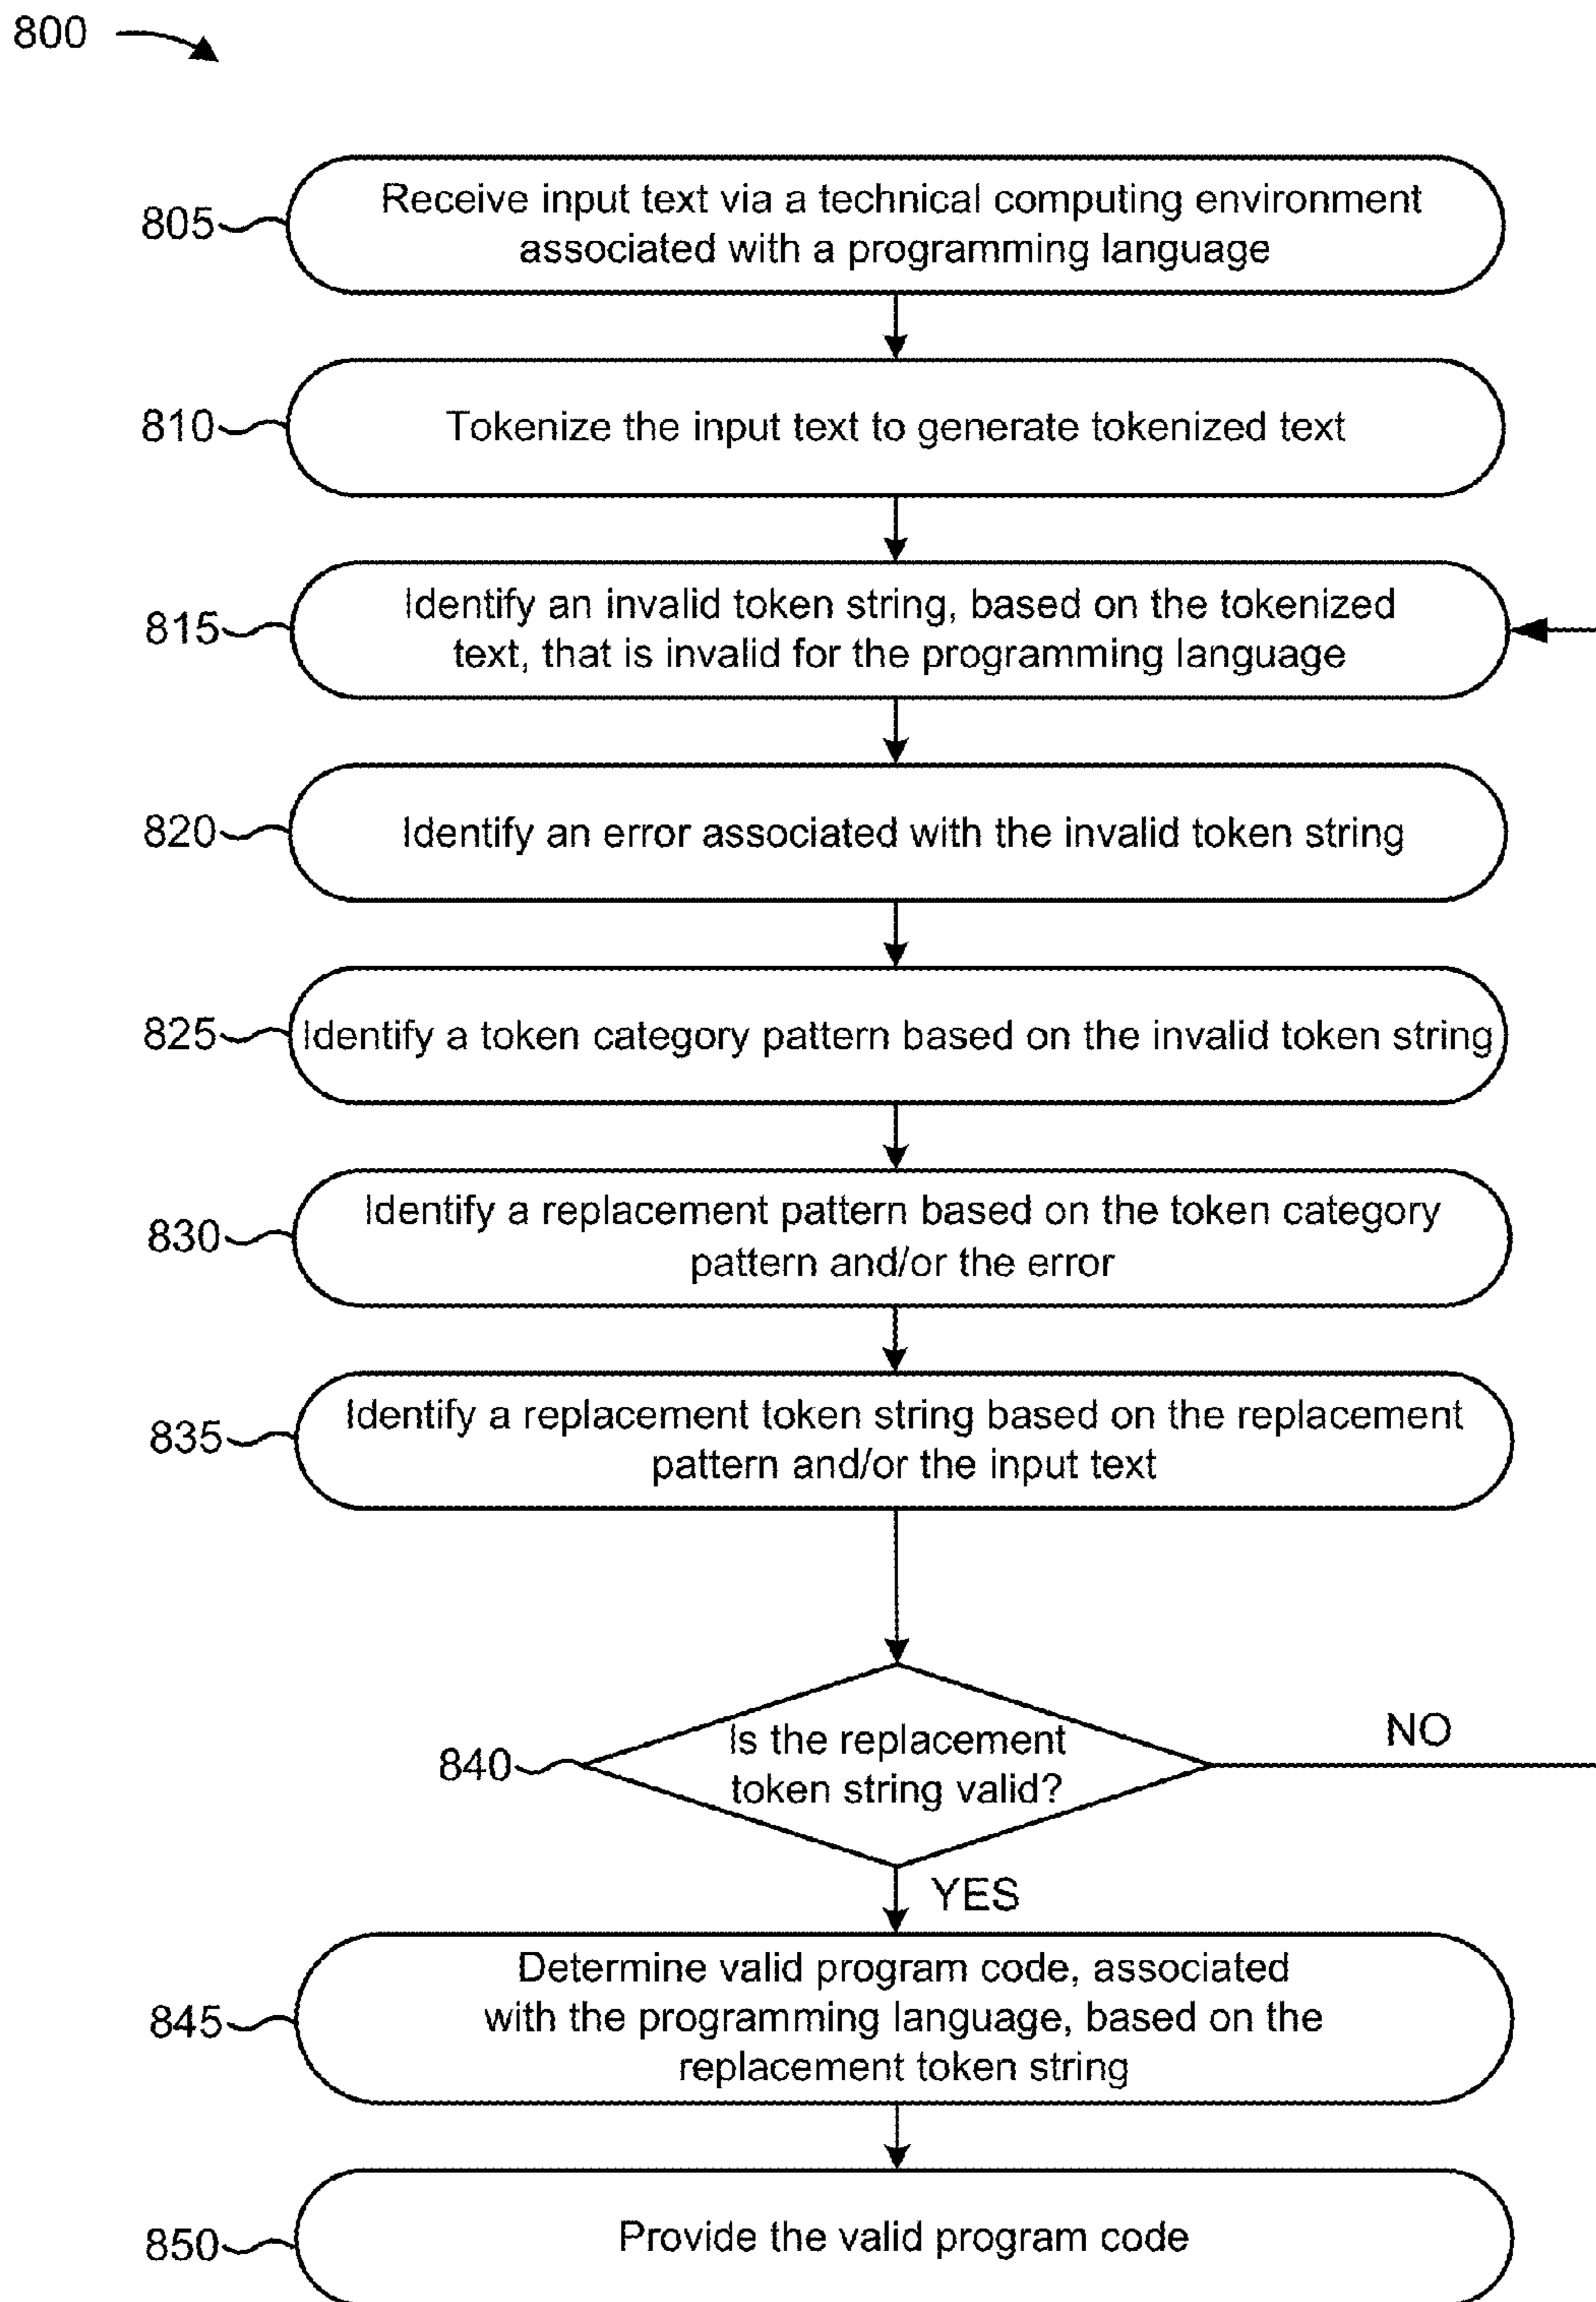 800
805
Receive input text via a technical computing environment
associated with a programming language
810
Tokenize the input text to generate tokenized text
815
Identify an invalid token string, based on the tokenized
text, that is invalid for the programming language
820
Identify an error associated with the invalid token string
825
Identify a token category pattern based on the invalid token string
830
Identify a replacement pattern based on the token category
pattern and/or the error
835
Identify a replacement token string based on the replacement
pattern and/or the input text
840
Is the replacement
token string valid?
NO
YES
845
Determine valid program code, associated
with the programming language, based on the
replacement token string
850
Provide the valid program code